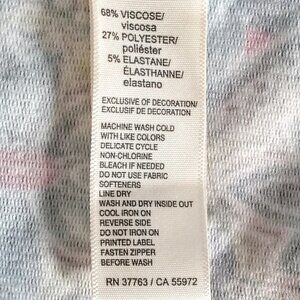 68% VISCOSE/
viscosa
27% POLYESTER/
poliéster
5% ELASTANE/
ÉLASTHANNE/
elastano
EXCLUSIVE OF DECORATION/
EXCLUSIF DE DECORATION/
MACHINE WASH COLD
WITH LIKE COLORS
DELICATE CYCLE
NON-CHLORINE
BLEACH IF NEEDED
DO NOT USE FABRIC
SOFTENERS
LINE DRY
WASH AND DRY INSIDE OUT
COOL IRON ON
REVERSE SIDE
DO NOT IRON ON
PRINTED LABEL
FASTEN ZIPPER
BEFORE WASH
RN 37763 / CA 55972